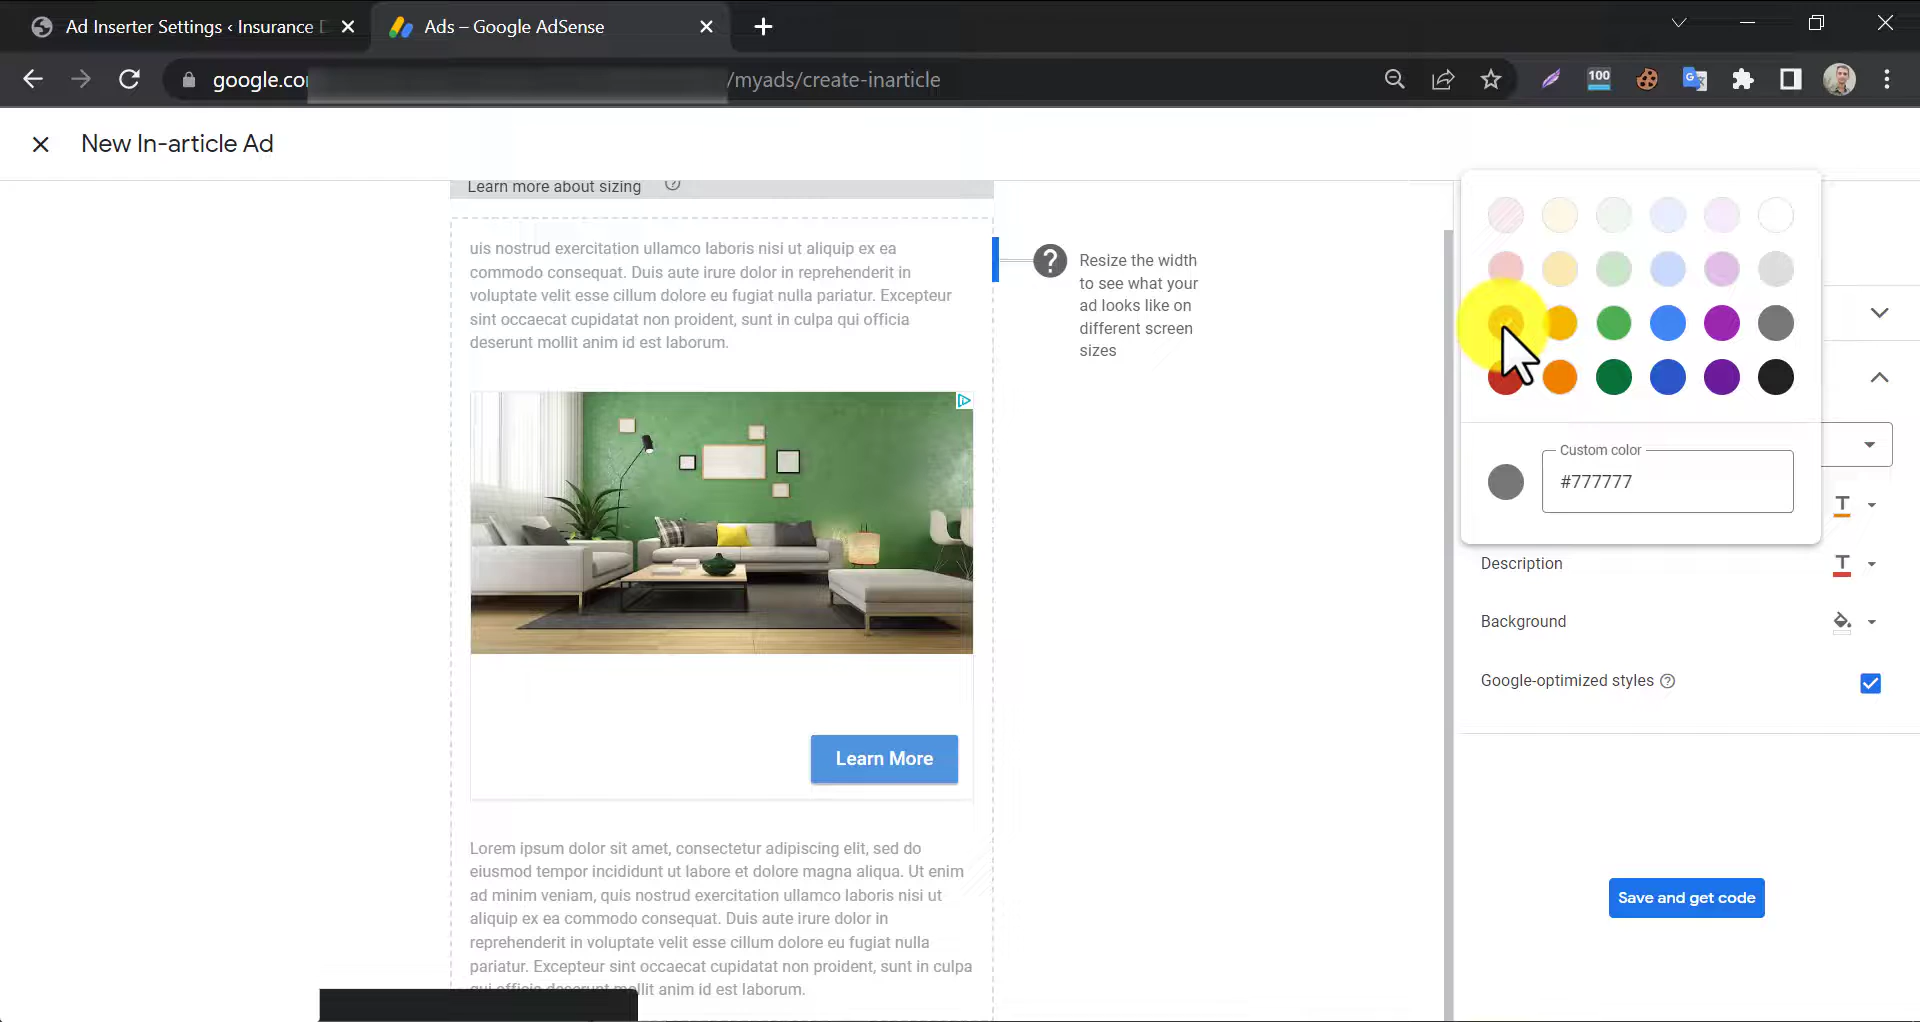 Ad Inserter Settings ‹ Insurance
Ads – Google AdSense
google.co
/myads/create-inarticle
100
New In-article Ad
Learn more about sizing
uis nostrud exercitation ullamco laboris nisi ut aliquip ex ea
commodo consequat. Duis aute irure dolor in reprehenderit in
voluptate velit esse cillum dolore eu fugiat nulla pariatur. Excepteur
sint occaecat cupidatat non proident, sunt in culpa qui officia
deserunt mollit anim id est laborum.
Resize the width
to see what your
ad looks like on
different screen
sizes
Learn More
Lorem ipsum dolor sit amet, consectetur adipiscing elit, sed do
eiusmod tempor incididunt ut labore et dolore magna aliqua. Ut enim
ad minim veniam, quis nostrud exercitation ullamco laboris nisi ut
aliquip ex ea commodo consequat. Duis aute irure dolor in
reprehenderit in voluptate velit esse cillum dolore eu fugiat nulla
pariatur. Excepteur sint occaecat cupidatat non proident, sunt in culpa
qui officia deserunt mollit anim id est laborum.
Custom color
#777777
Description
Background
Google-optimized styles
Save and get code